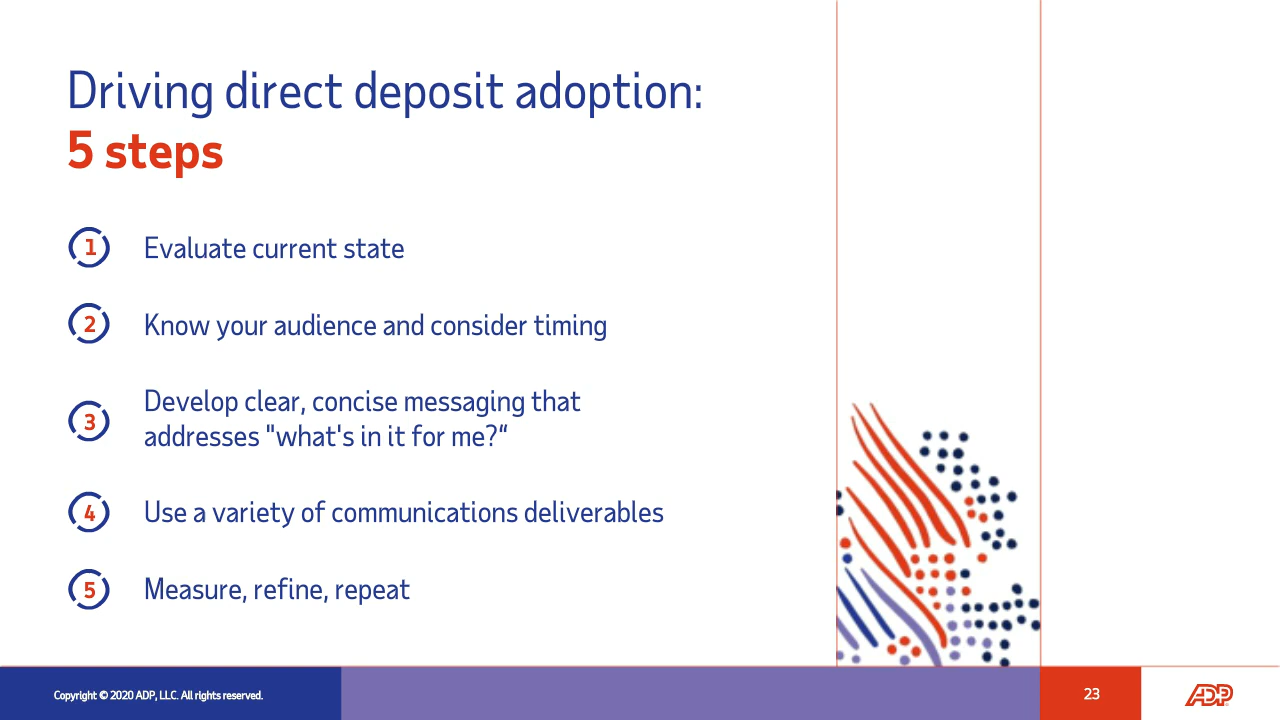 Driving direct deposit adoption:
5 steps
1 Evaluate current state
2 Know your audience and consider timing
3 Develop clear, concise messaging that
addresses "what's in it for me?“
4 Use a variety of communications deliverables
5 Measure, refine, repeat
Copyright © 2020 ADP, LLC. All rights reserved.
23
ADP